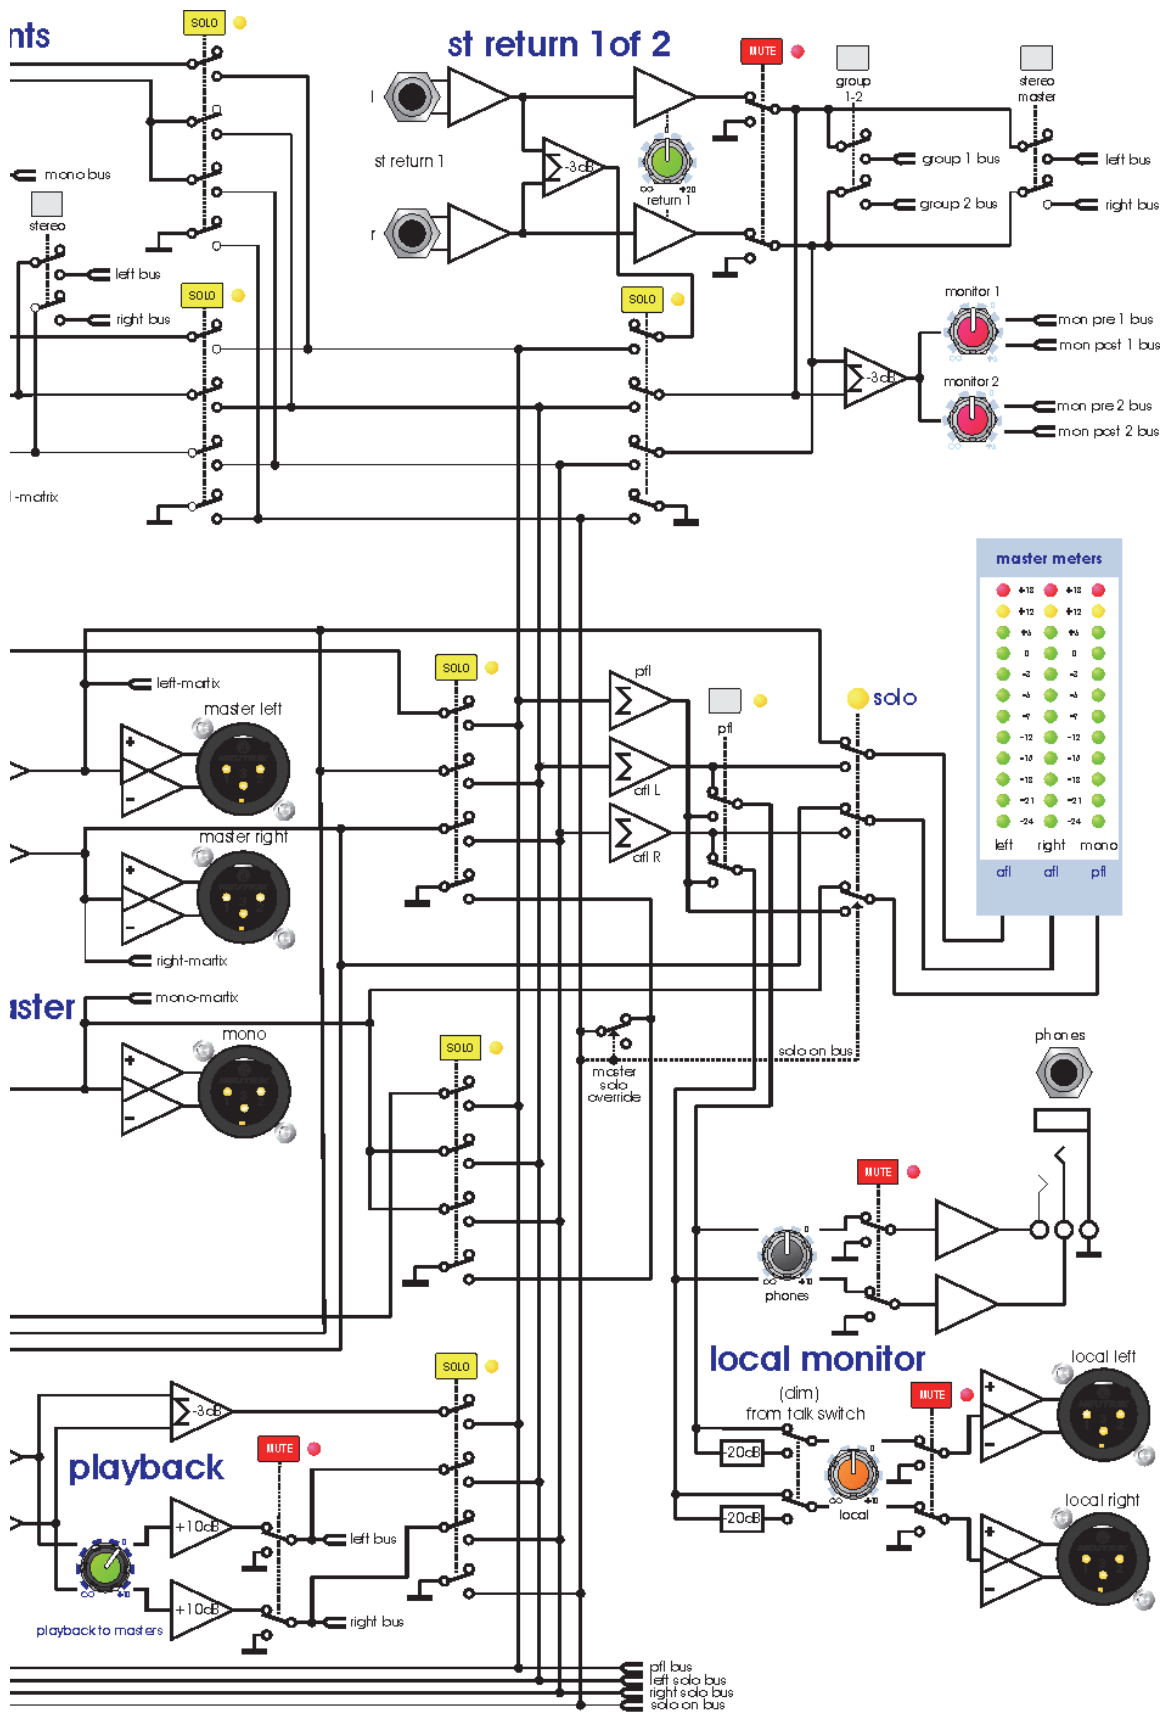 nts
SOLO
st return 1of 2
MUTE
group
1-2
stereo
master
l
st return 1
-3dB
0
∞
+20
return 1
r
mono bus
stereo
left bus
right bus
group 1 bus
group 2 bus
left bus
right bus
SOLO
SOLO
monitor 1
mon pre 1 bus
mon post 1 bus
0
∞
+6
-3dB
monitor 2
mon pre 2 bus
mon post 2 bus
∞
+6
l -matrix
master meters
+18 +18
+12 +12
+6 +6
0 0
-3 -3
-6 -6
-9 -9
-12 -12
-15 -15
-18 -18
-21 -21
-24 -24
left right mono
afl afl pfl
SOLO
pfl
left-martix
master left
pfl
solo
afl L
master right
afl R
right-martix
mono-martix
aster
mono
SOLO
solo on bus
master
solo
override
phones
MUTE
0
∞
+10
phones
local monitor
local left
SOLO
(dim)
from talk switch
MUTE
-3dB
playback
MUTE
-20dB
0
∞
+10
local
-20dB
local right
+10dB
left bus
0
∞
+10
+10dB
right bus
playback to masters
pfl bus
left solo bus
right solo bus
solo on bus